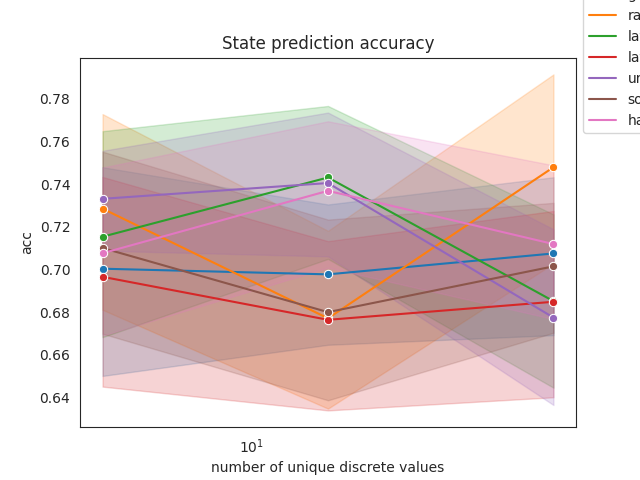 State prediction accuracy
ra
la
la
un
so
ha
0.78
0.76
0.74
0.72
0.70
0.68
0.66
0.64
acc
10¹
number of unique discrete values